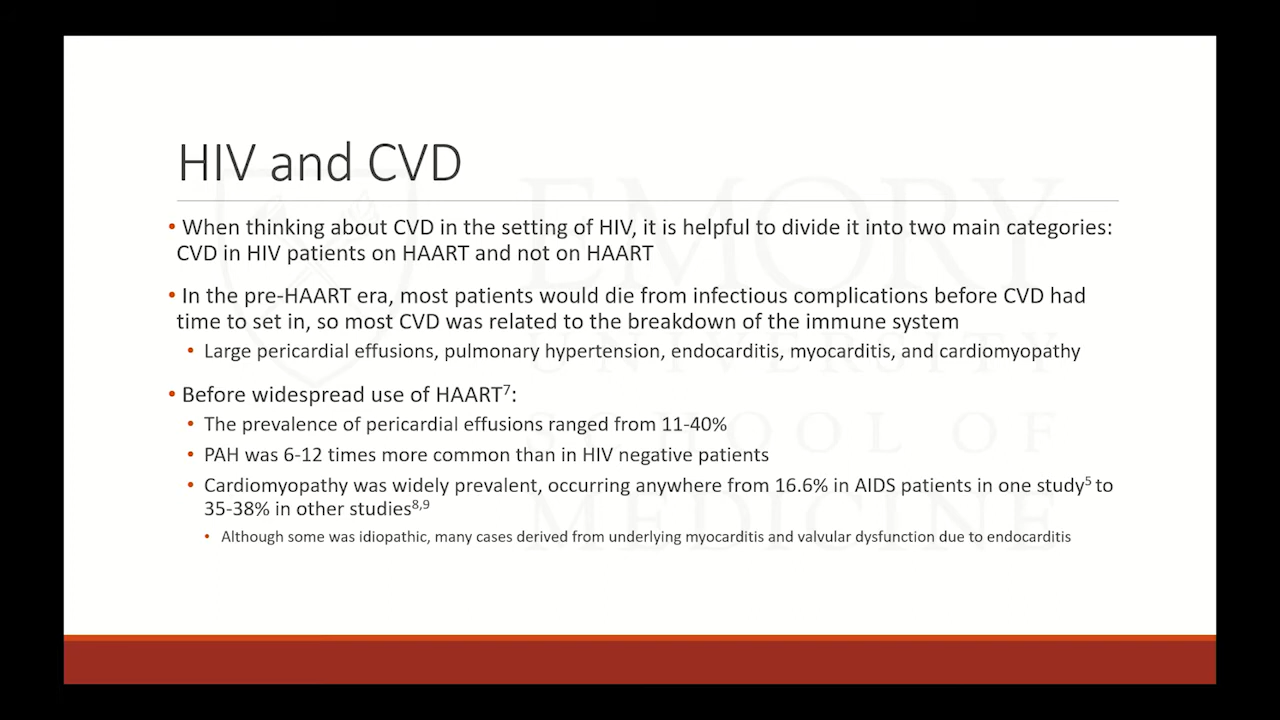 HIV and CVD
• When thinking about CVD in the setting of HIV, it is helpful to divide it into two main categories:
CVD in HIV patients on HAART and not on HAART
• In the pre-HAART era, most patients would die from infectious complications before CVD had
time to set in, so most CVD was related to the breakdown of the immune system
• Large pericardial effusions, pulmonary hypertension, endocarditis, myocarditis, and cardiomyopathy
• Before widespread use of HAART⁷:
• The prevalence of pericardial effusions ranged from 11-40%
• PAH was 6-12 times more common than in HIV negative patients
• Cardiomyopathy was widely prevalent, occurring anywhere from 16.6% in AIDS patients in one study⁵ to
35-38% in other studies⁸,⁹
• Although some was idiopathic, many cases derived from underlying myocarditis and valvular dysfunction due to endocarditis
EMORY
UNIVERSITY
SCHOOL OF
MEDICINE